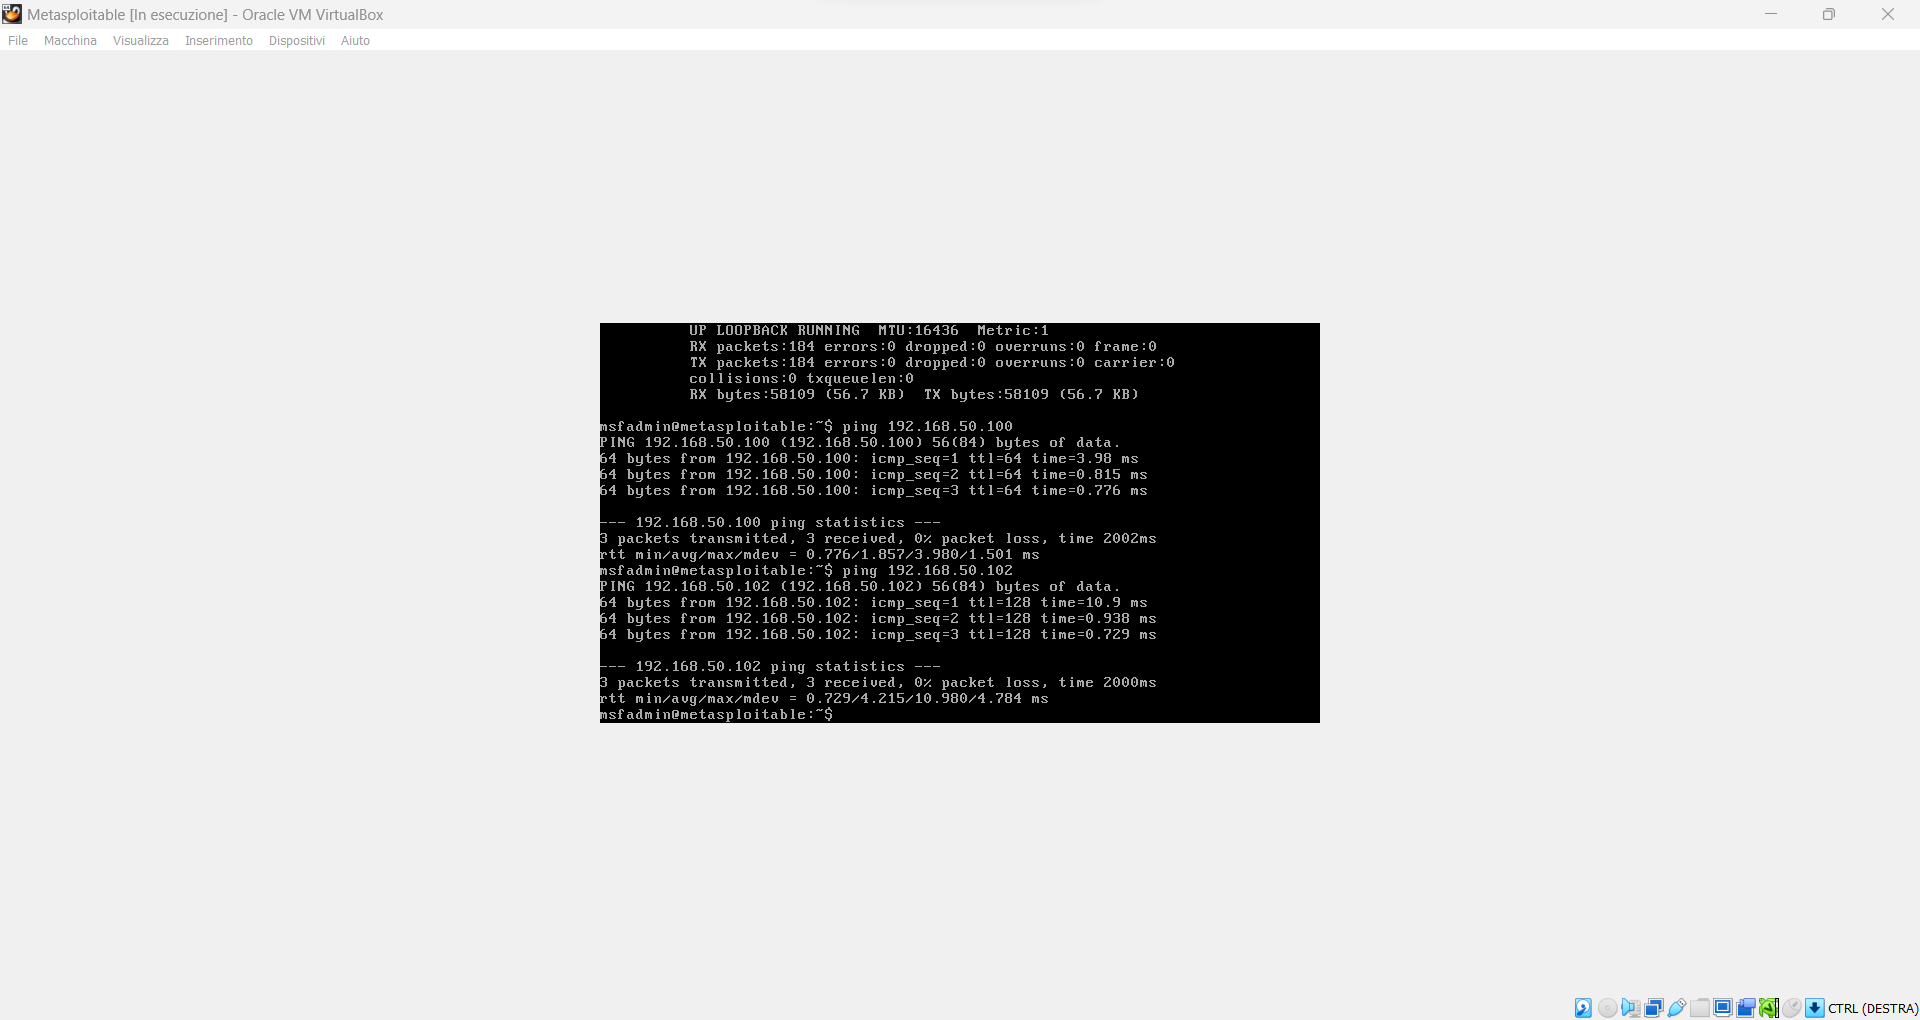 Metasploitable [In esecuzione] - Oracle VM VirtualBox
File Macchina Visualizza Inserimento Dispositivi Aiuto
UP LOOPBACK RUNNING  MTU:16436  Metric:1
RX packets:184 errors:0 dropped:0 overruns:0 frame:0
TX packets:184 errors:0 dropped:0 overruns:0 carrier:0
collisions:0 txqueuelen:0
RX bytes:58109 (56.7 KB)  TX bytes:58109 (56.7 KB)
msfadmin@metasploitable:~$ ping 192.168.50.100
PING 192.168.50.100 (192.168.50.100) 56(84) bytes of data.
64 bytes from 192.168.50.100: icmp_seq=1 ttl=64 time=3.98 ms
64 bytes from 192.168.50.100: icmp_seq=2 ttl=64 time=0.815 ms
64 bytes from 192.168.50.100: icmp_seq=3 ttl=64 time=0.776 ms
--- 192.168.50.100 ping statistics ---
3 packets transmitted, 3 received, 0% packet loss, time 2002ms
rtt min/avg/max/mdev = 0.776/1.857/3.980/1.501 ms
msfadmin@metasploitable:~$ ping 192.168.50.102
PING 192.168.50.102 (192.168.50.102) 56(84) bytes of data.
64 bytes from 192.168.50.102: icmp_seq=1 ttl=128 time=10.9 ms
64 bytes from 192.168.50.102: icmp_seq=2 ttl=128 time=0.938 ms
64 bytes from 192.168.50.102: icmp_seq=3 ttl=128 time=0.729 ms
--- 192.168.50.102 ping statistics ---
3 packets transmitted, 3 received, 0% packet loss, time 2000ms
rtt min/avg/max/mdev = 0.729/4.215/10.980/4.784 ms
msfadmin@metasploitable:~$
CTRL (DESTRA)